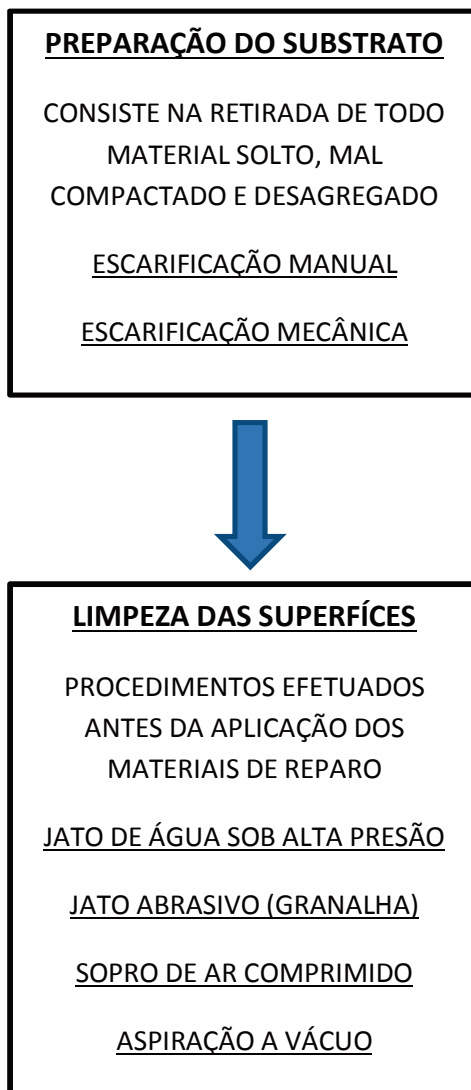 PREPARAÇÃO DO SUBSTRATO
CONSISTE NA RETIRADA DE TODO
MATERIAL SOLTO, MAL
COMPACTADO E DESAGREGADO
ESCARIFICAÇÃO MANUAL
ESCARIFICAÇÃO MECÂNICA
LIMPEZA DAS SUPERFÍCES
PROCEDIMENTOS EFETUADOS
ANTES DA APLICAÇÃO DOS
MATERIAIS DE REPARO
JATO DE ÁGUA SOB ALTA PRESÃO
JATO ABRASIVO (GRANALHA)
SOPRO DE AR COMPRIMIDO
ASPIRAÇÃO A VÁCUO